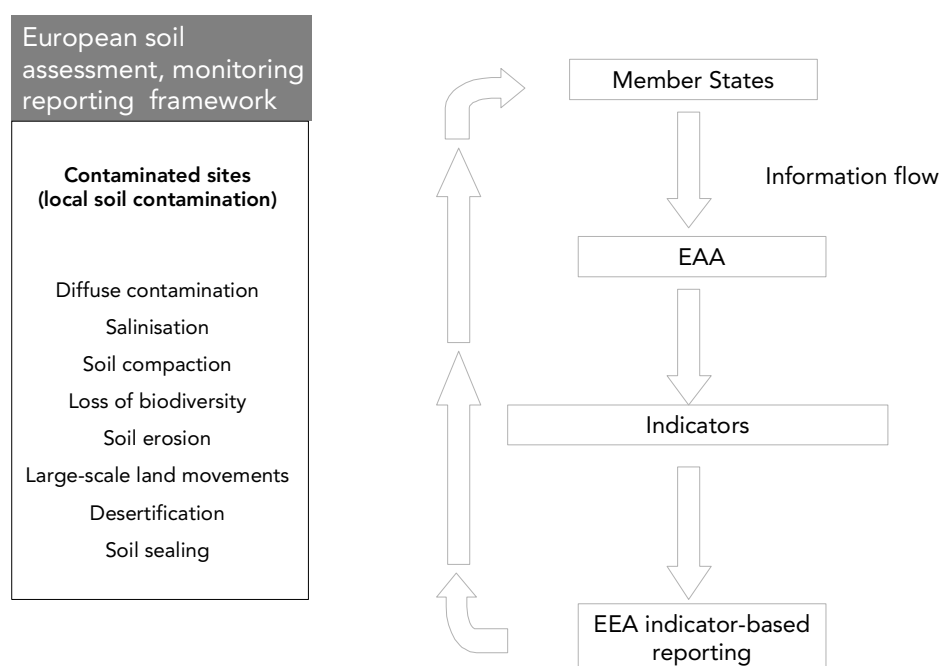 European soil
assessment, monitoring
reporting framework
Contaminated sites
(local soil contamination)
Diffuse contamination
Salinisation
Soil compaction
Loss of biodiversity
Soil erosion
Large-scale land movements
Desertification
Soil sealing
Member States
Information flow
EAA
Indicators
EEA indicator-based
reporting